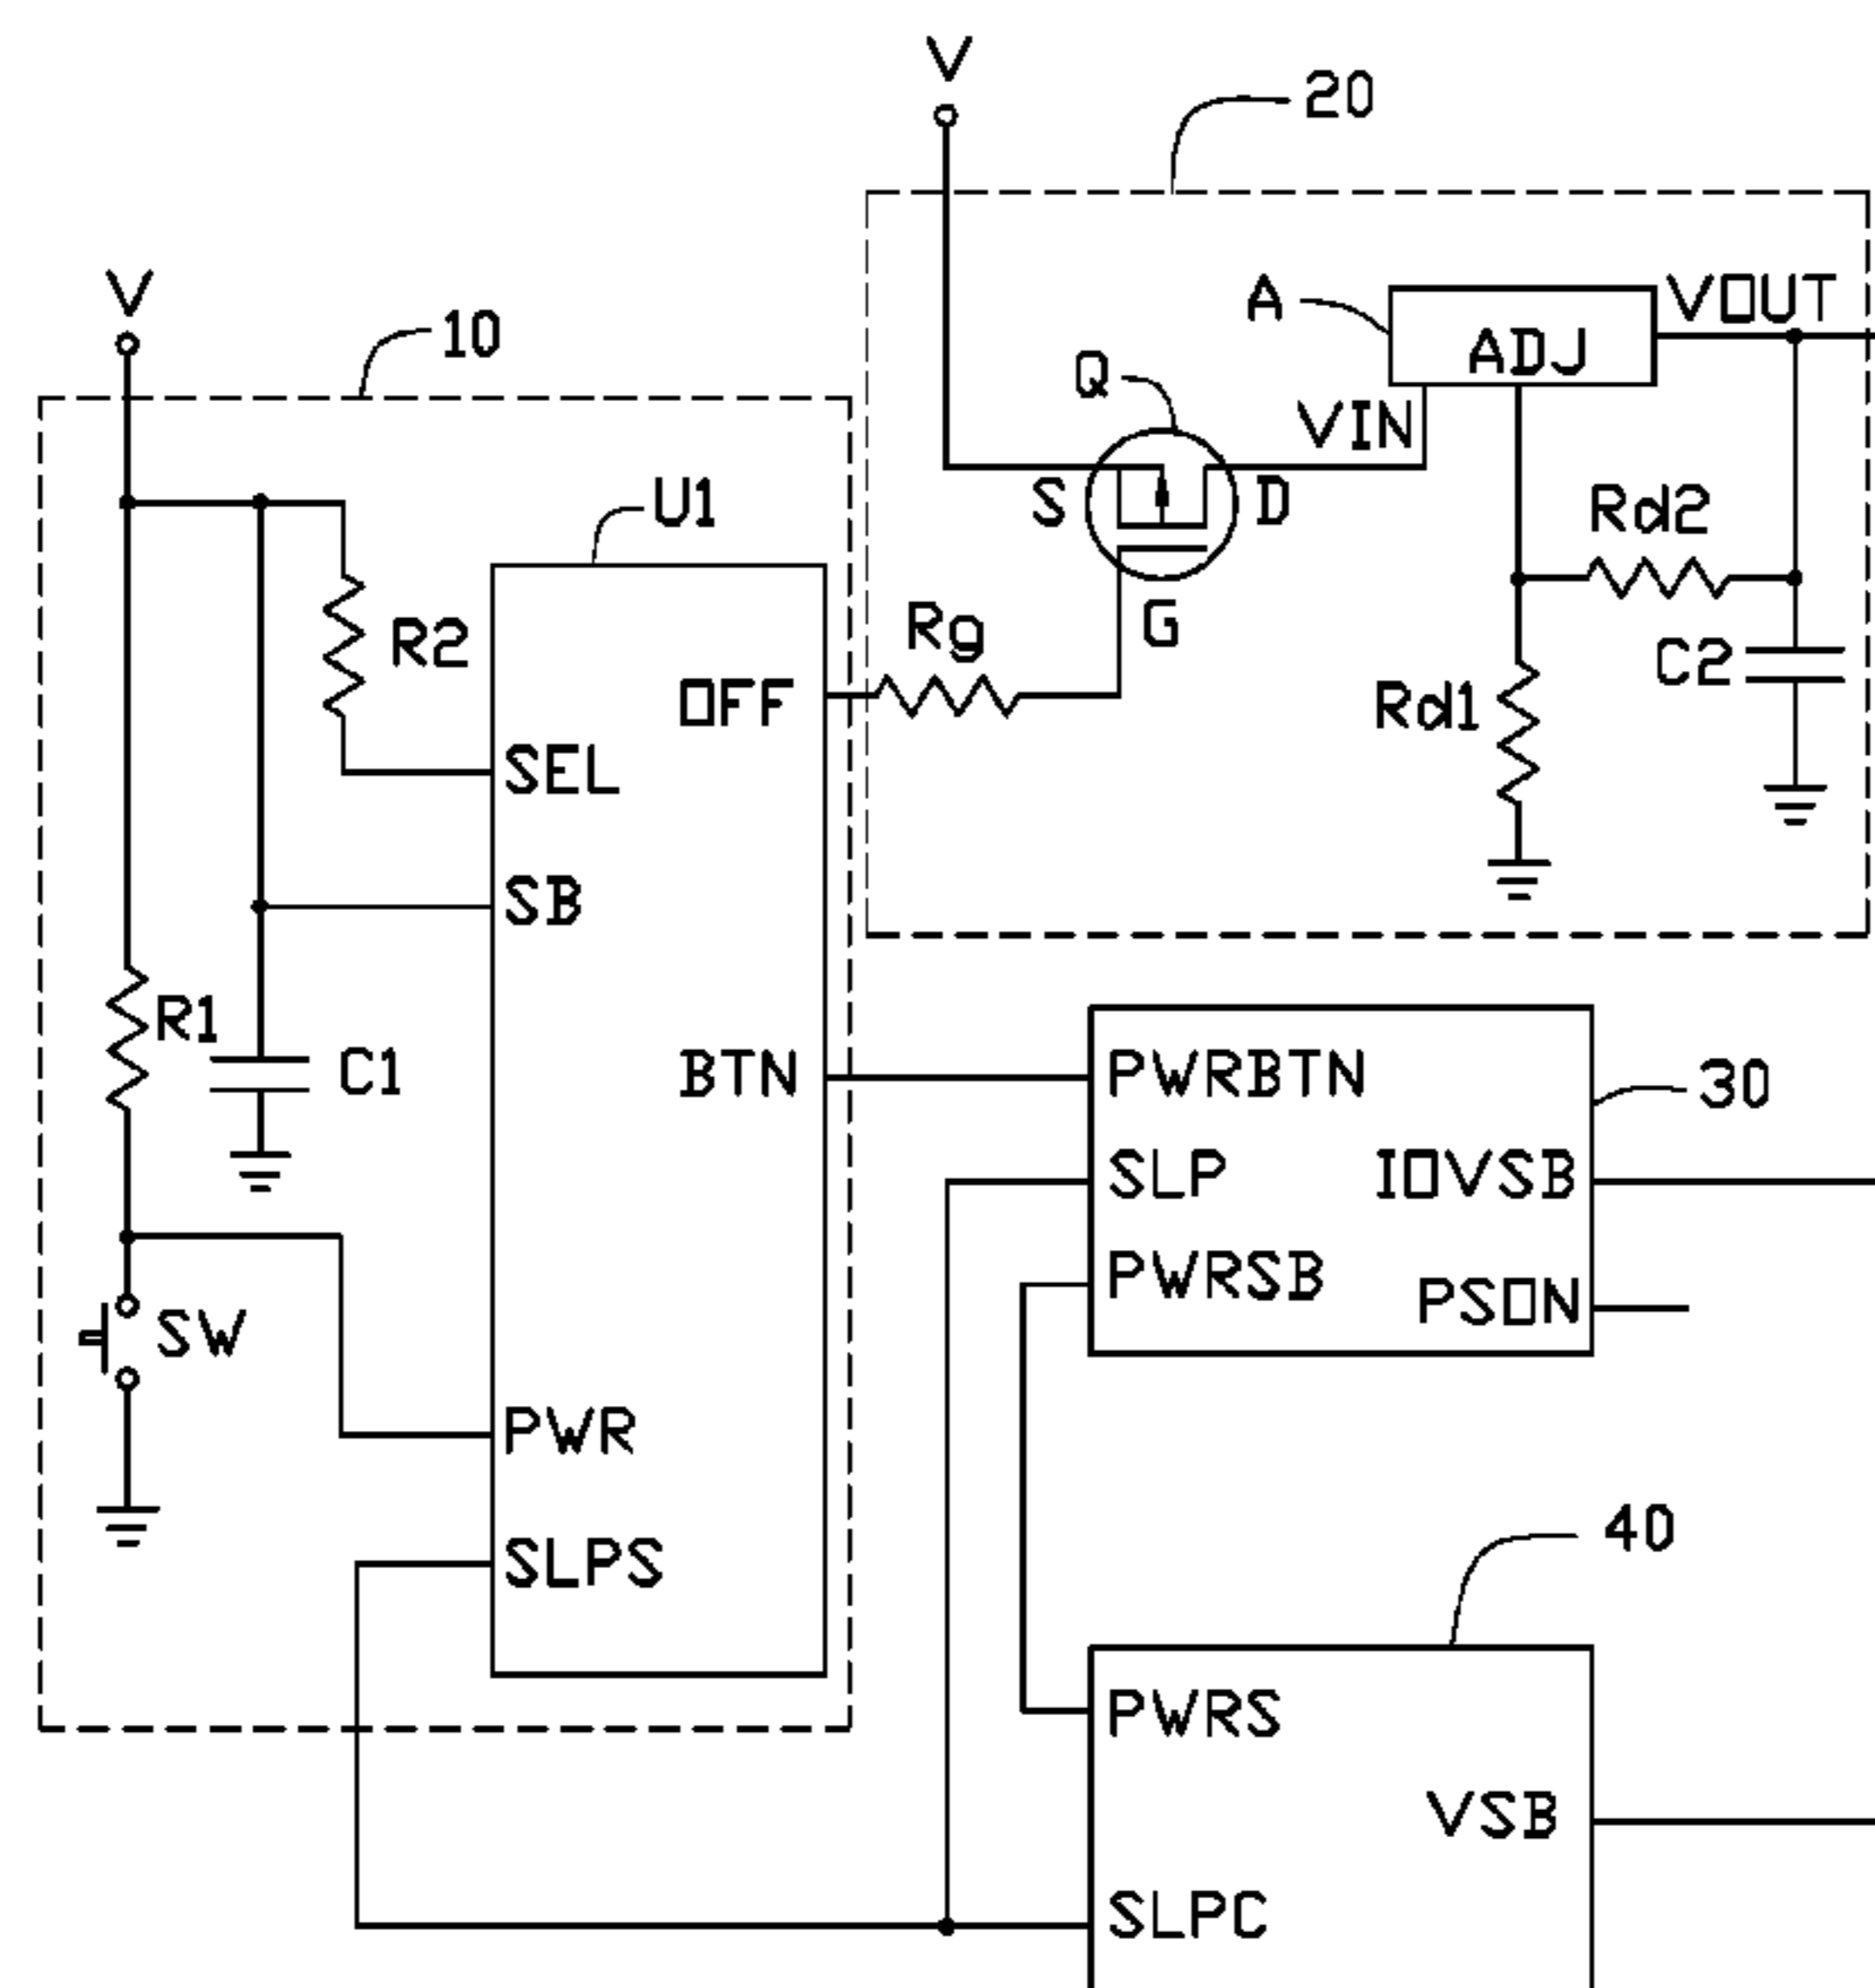 V
20
V
10
A
ADJ
VOUT
Q
VIN
S
D
G
U1
Rd2
R2
Rg
OFF
C2
Rd1
SEL
SB
R1
C1
BTN
PWRBTN
30
SLP
IOVSB
PWRSB
PSON
SW
PWR
SLPS
40
PWRS
VSB
SLPC